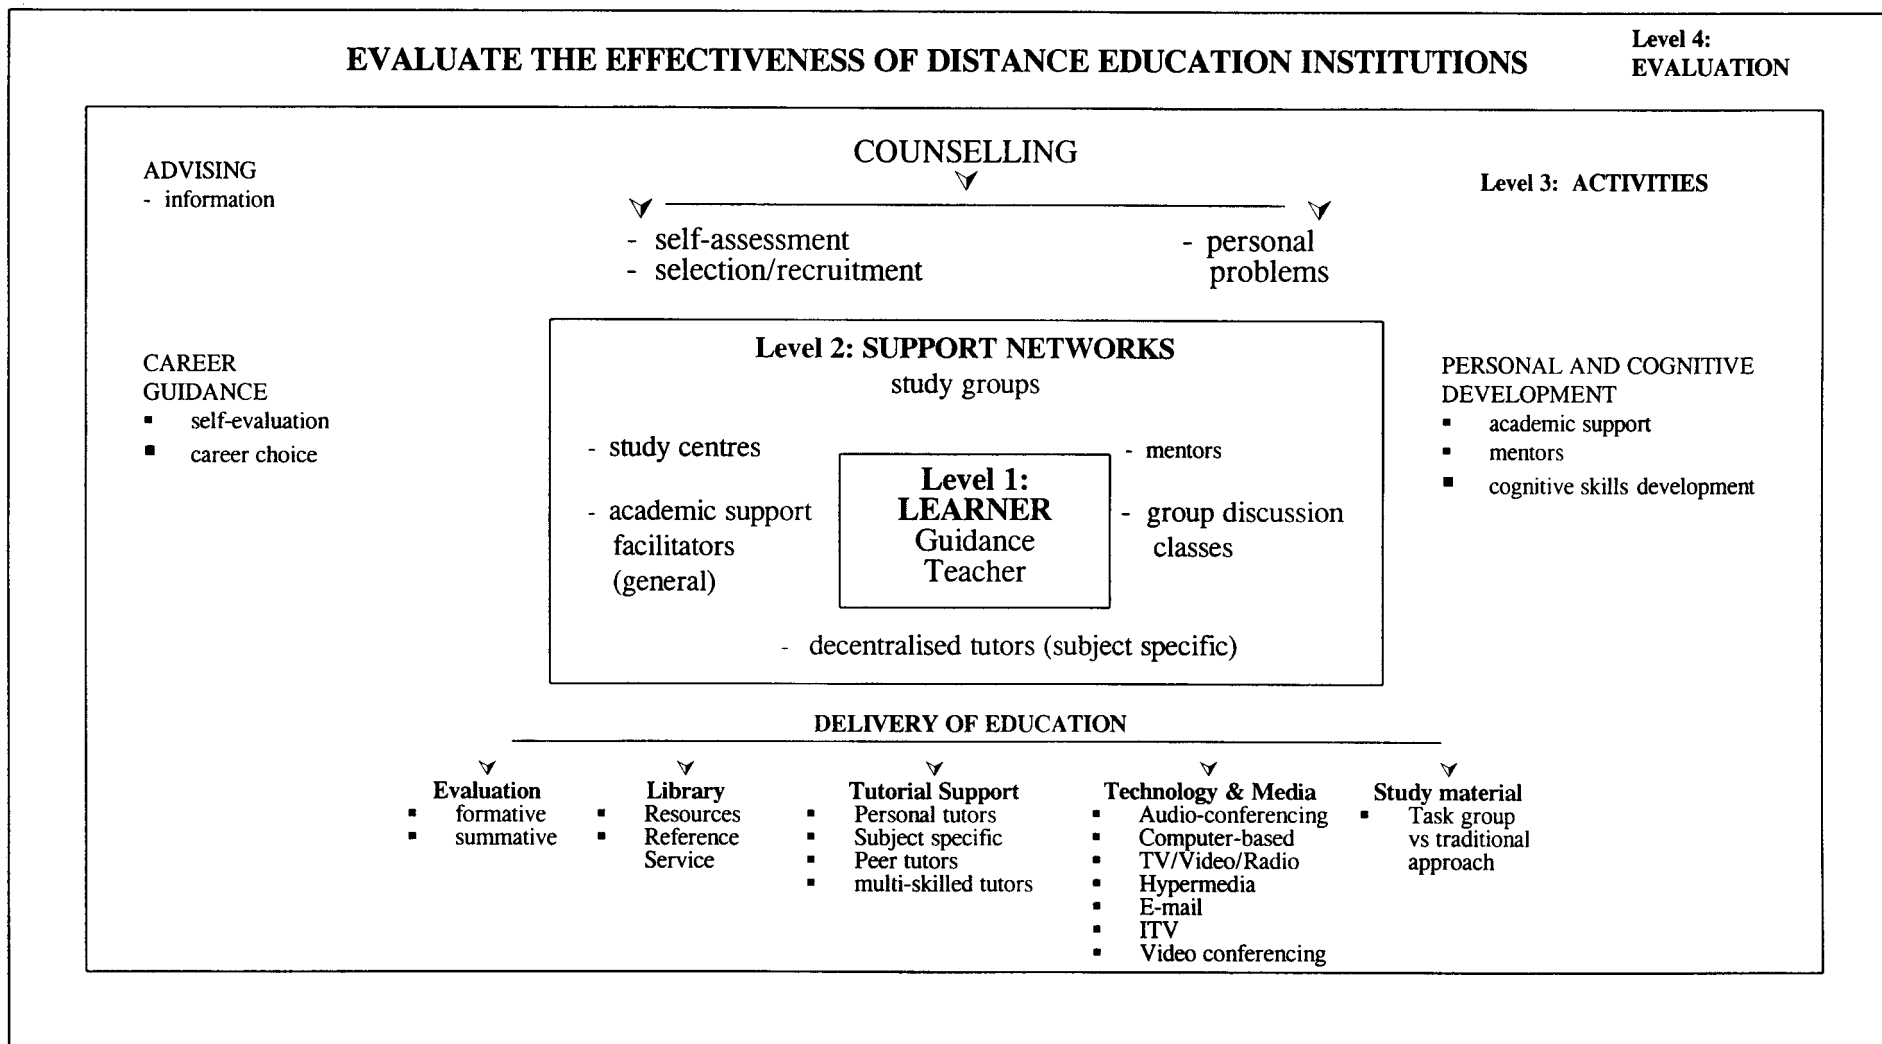 EVALUATE THE EFFECTIVENESS OF DISTANCE EDUCATION INSTITUTIONS
Level 4:
EVALUATION
COUNSELLING
ADVISING
- information
Level 3: ACTIVITIES
- self-assessment
- selection/recruitment
- personal
problems
Level 2: SUPPORT NETWORKS
study groups
CAREER
GUIDANCE
▪ self-evaluation
▪ career choice
- study centres
- academic support
facilitators
(general)
Level 1:
LEARNER
Guidance
Teacher
- mentors
- group discussion
classes
- decentralised tutors (subject specific)
PERSONAL AND COGNITIVE
DEVELOPMENT
▪ academic support
▪ mentors
▪ cognitive skills development
DELIVERY OF EDUCATION
Evaluation
▪ formative
▪ summative
Library
▪ Resources
▪ Reference
Service
Tutorial Support
▪ Personal tutors
▪ Subject specific
▪ Peer tutors
▪ multi-skilled tutors
Technology & Media
▪ Audio-conferencing
▪ Computer-based
▪ TV/Video/Radio
▪ Hypermedia
▪ E-mail
▪ ITV
▪ Video conferencing
Study material
▪ Task group
vs traditional
approach